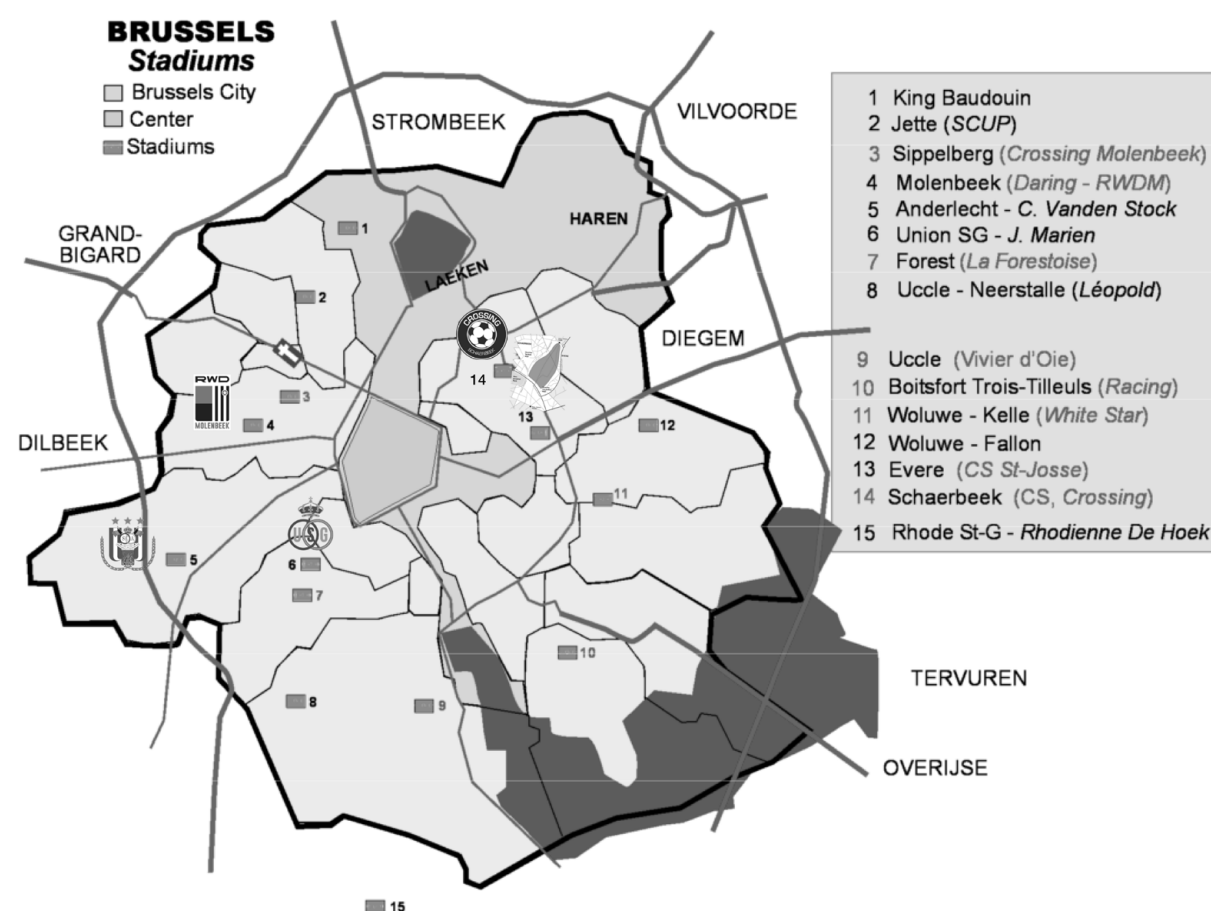 BRUSSELS
Stadiums
Brussels City
Center
Stadiums
STROMBEEK
VILVOORDE
GRAND-
BIGARD
HAREN
LAEKEN
DIEGEM
DILBEEK
TERVUREN
OVERIJSE
1
2
3
4
5
6
7
8
9
10
11
12
13
14
15
CROSSING
SCHAERBEEK
RWD
MOLENBEEK
USG
1 King Baudouin
2 Jette (SCUP)
3 Sippelberg (Crossing Molenbeek)
4 Molenbeek (Daring - RWDM)
5 Anderlecht - C. Vanden Stock
6 Union SG - J. Marien
7 Forest (La Forestoise)
8 Uccle - Neerstalle (Léopold)
9 Uccle (Vivier d'Oie)
10 Boitsfort Trois-Tilleuls (Racing)
11 Woluwe - Kelle (White Star)
12 Woluwe - Fallon
13 Evere (CS St-Josse)
14 Schaerbeek (CS, Crossing)
15 Rhode St-G - Rhodienne De Hoek